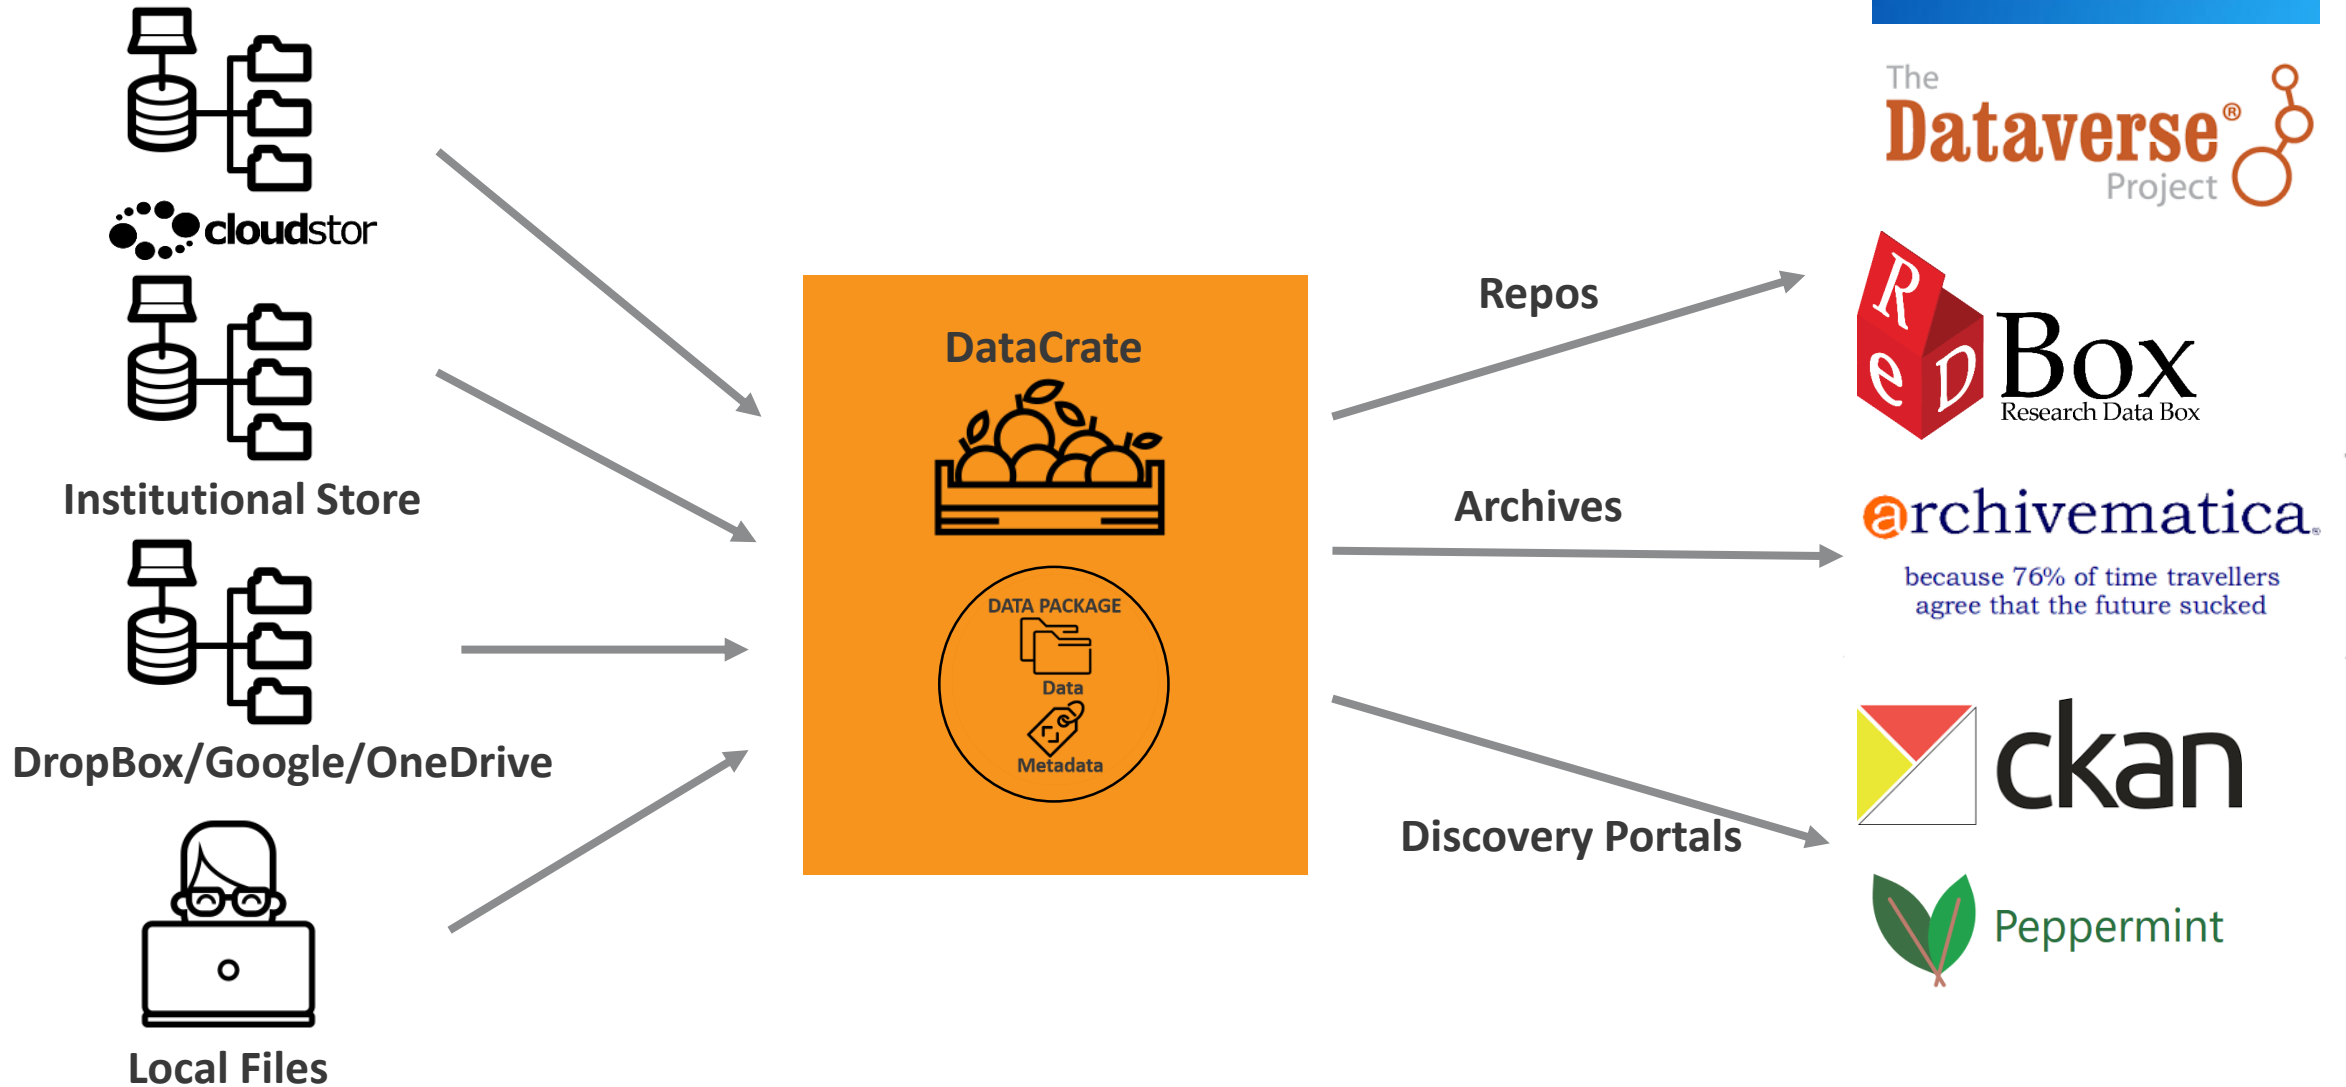 cloudstor
Institutional Store
DropBox/Google/OneDrive
Local Files
DataCrate
DATA PACKAGE
Data
Metadata
Repos
Archives
Discovery Portals
The
Dataverse®
Project
ReD
Box
Research Data Box
archivematica®
because 76% of time travellers
agree that the future sucked
ckan
Peppermint